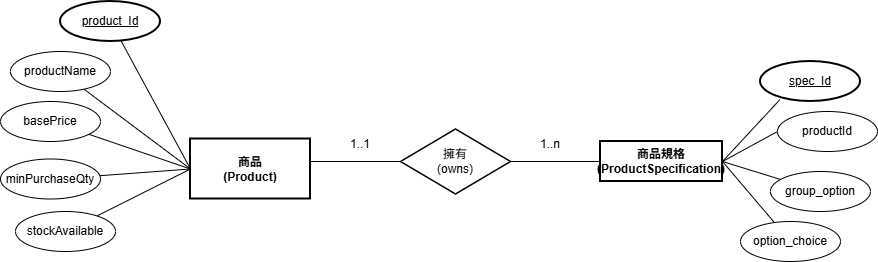 product_Id
productName
basePrice
minPurchaseQty
stockAvailable
商品
(Product)
1..1
擁有
(owns)
1..n
商品規格
(ProductSpecification)
spec_Id
productId
group_option
option_choice